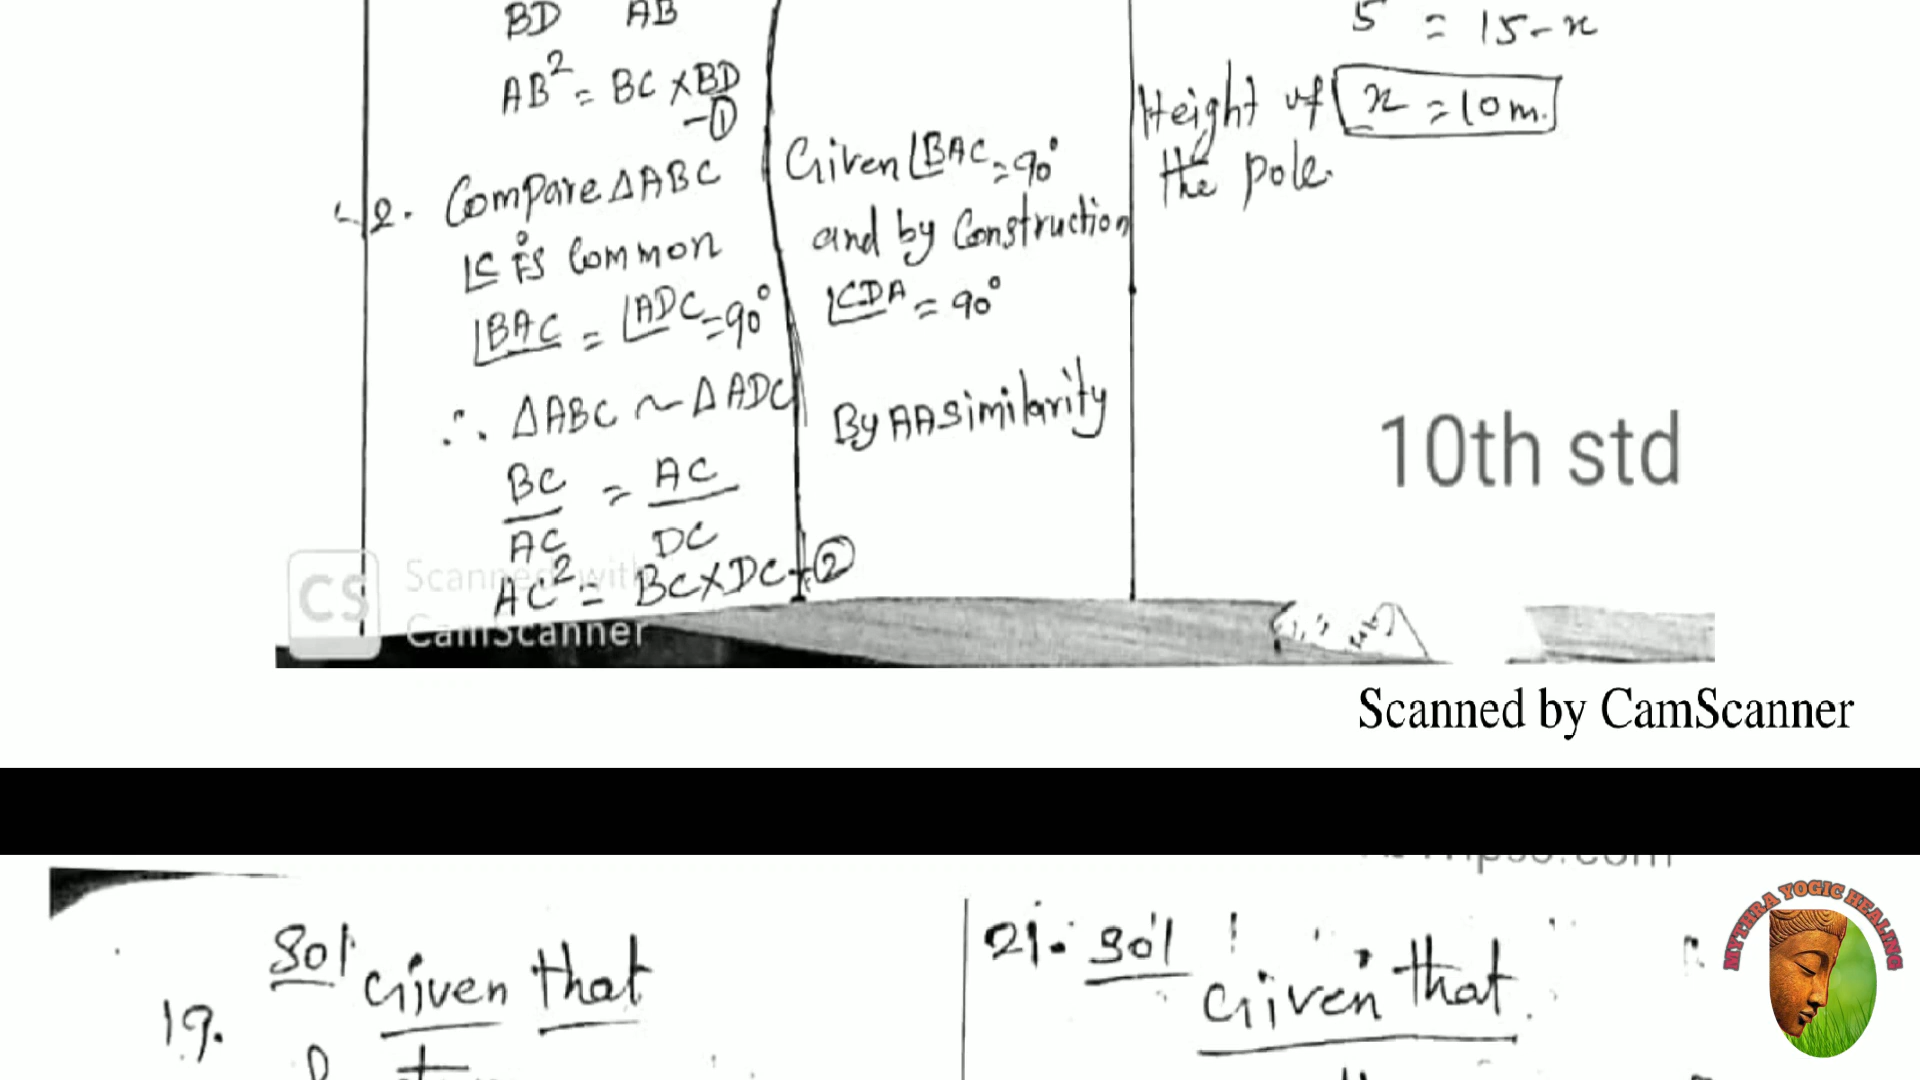 BD AB
AB² = BC × BD
-①
2. Compare ΔABC
∠C is Common
∠BAC = ∠ADC = 90°
∴ ΔABC ~ ΔADC
BC/AC = AC/DC
AC² = BC×DC -②
Given ∠BAC = 90°
and by Construction
∠CDA = 90°
By AA Similarity
5 = 15-x
Height of x = 10m.
the pole.
10th std
CS Scanned with
CamScanner
Scanned by CamScanner
19. Sol Given that
21. Sol Given that
MYTHRA YOGIC HEALING